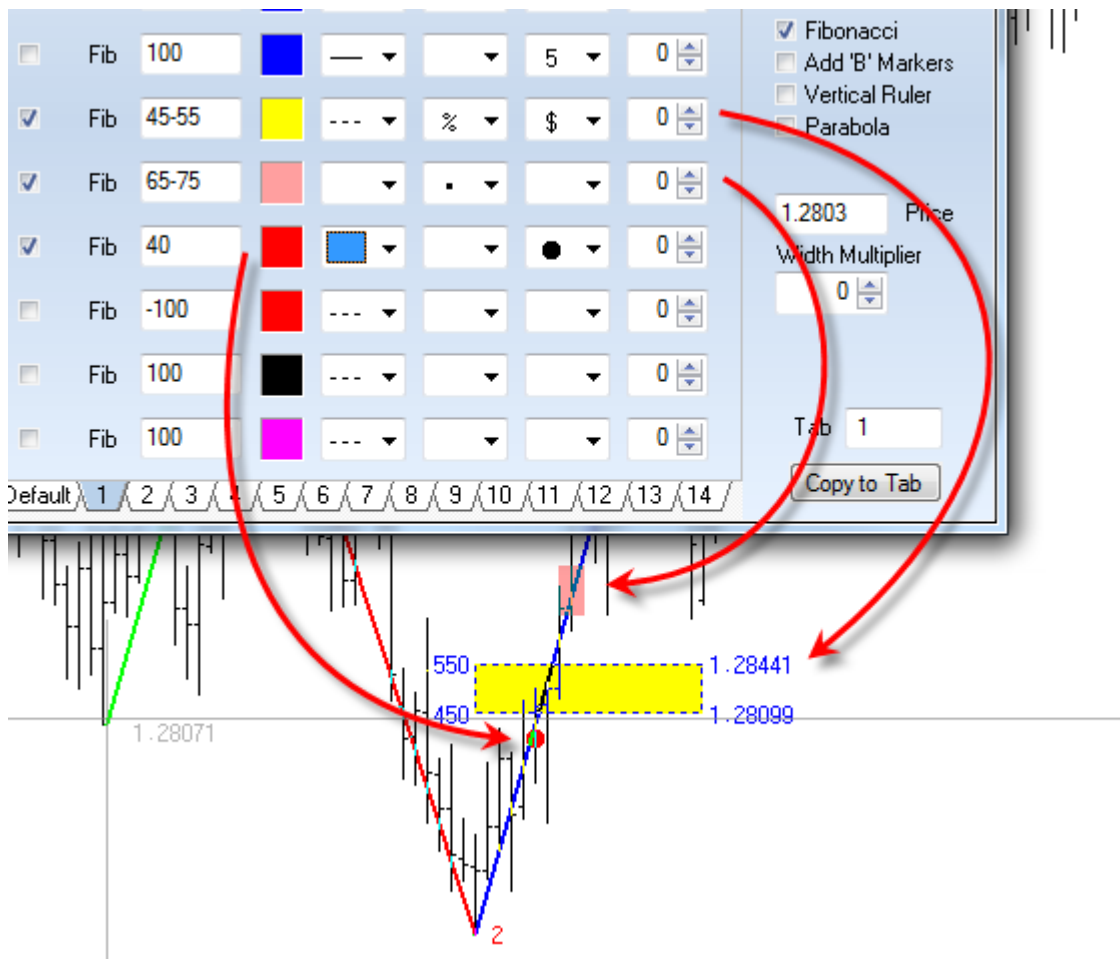 Fib 100 5 0
Fib 45-55 --- % $ 0
Fib 65-75 0
Fib 40 0
Fib -100 --- 0
Fib 100 --- 0
Fib 100 --- 0
Fibonacci
Add 'B' Markers
Vertical Ruler
Parabola
1.2803 Price
Width Multiplier
0
Tab 1
Copy to Tab
Default 1 2 3 4 5 6 7 8 9 10 11 12 13 14
550 1.28441
450 1.28099
1.28071
2